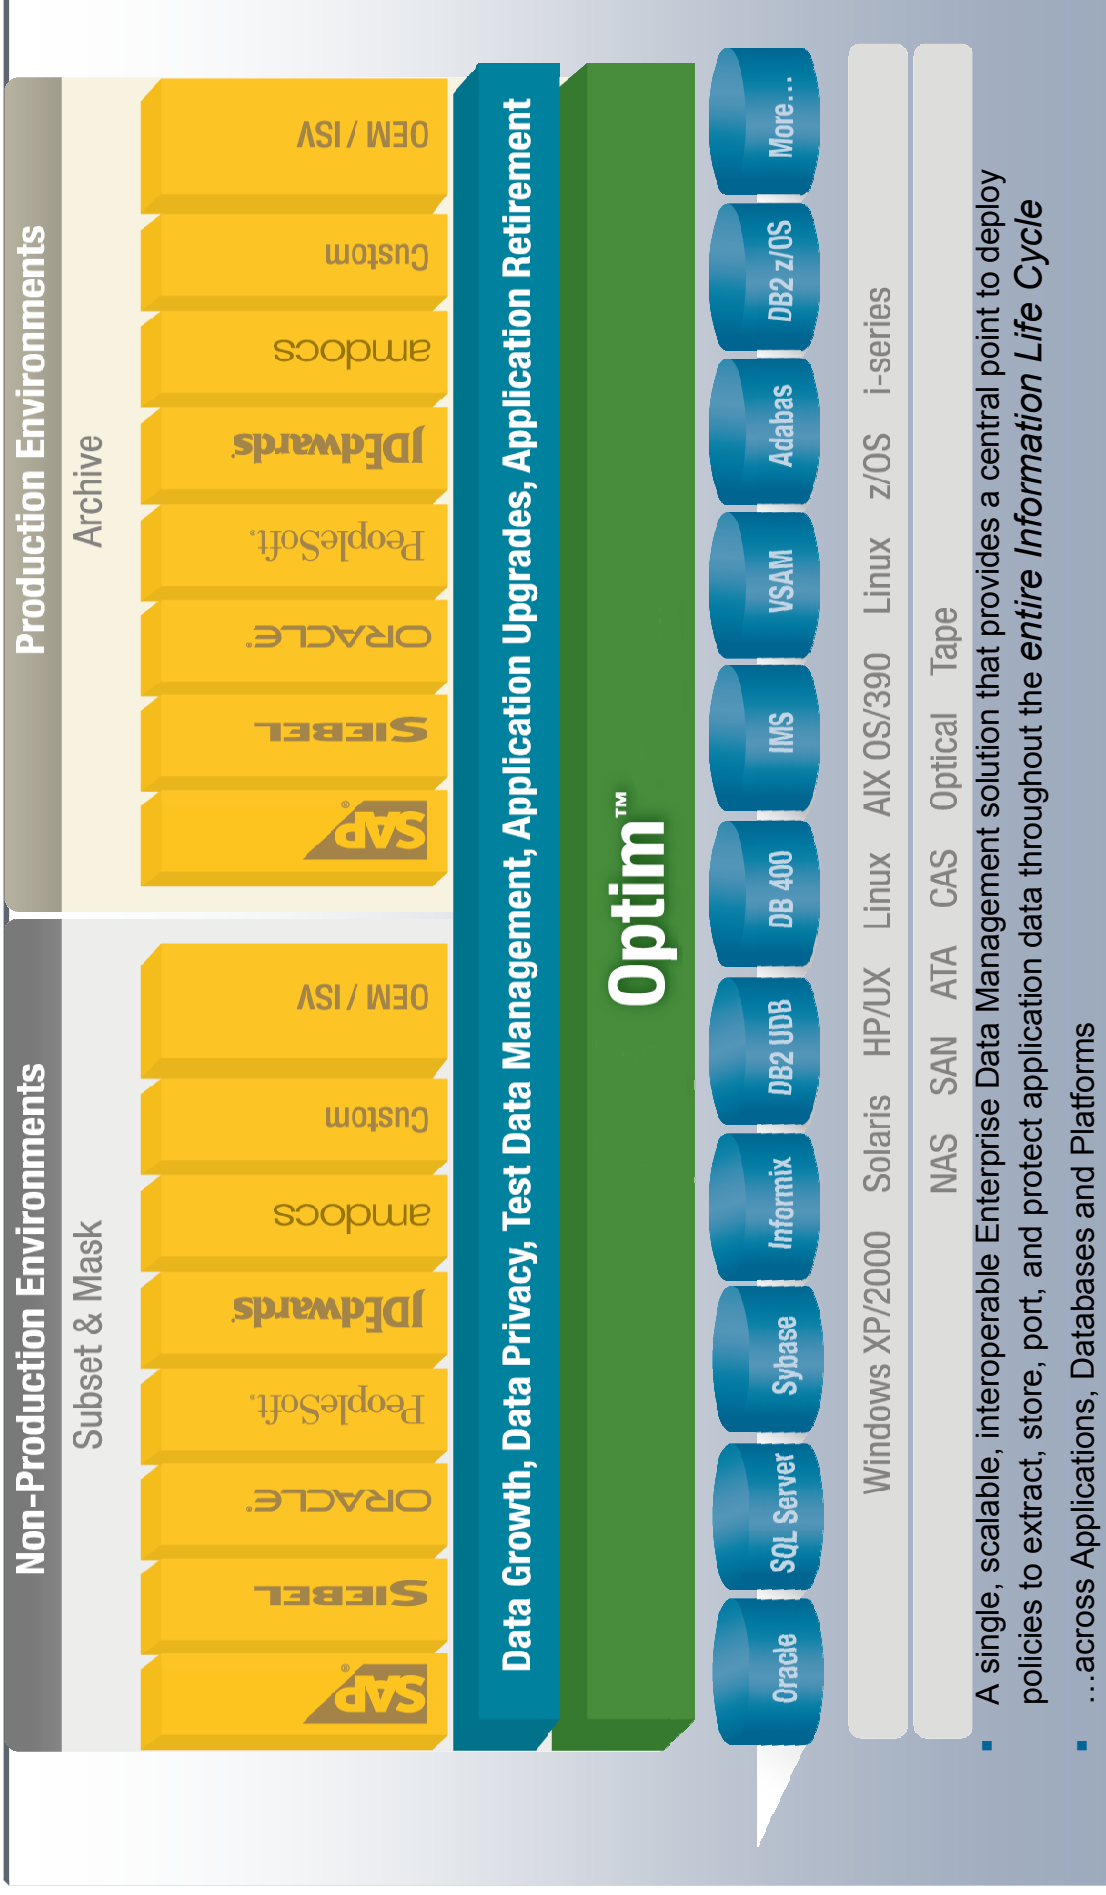 Non-Production Environments
Production Environments
Subset & Mask
Archive
SAP®
SIEBEL
ORACLE®
PeopleSoft.
JDEdwards
amdocs
Custom
OEM / ISV
SAP®
SIEBEL
ORACLE®
PeopleSoft.
JDEdwards
amdocs
Custom
OEM / ISV
Data Growth, Data Privacy, Test Data Management, Application Upgrades, Application Retirement
Optim™
Oracle
SQL Server
Sybase
Informix
DB2 UDB
DB 400
IMS
VSAM
Adabas
DB2 z/OS
More...
Windows XP/2000 Solaris HP/UX Linux AIX OS/390 Linux z/OS i-series
NAS SAN ATA CAS Optical Tape
▪ A single, scalable, interoperable Enterprise Data Management solution that provides a central point to deploy
policies to extract, store, port, and protect application data throughout the entire Information Life Cycle
▪ …across Applications, Databases and Platforms